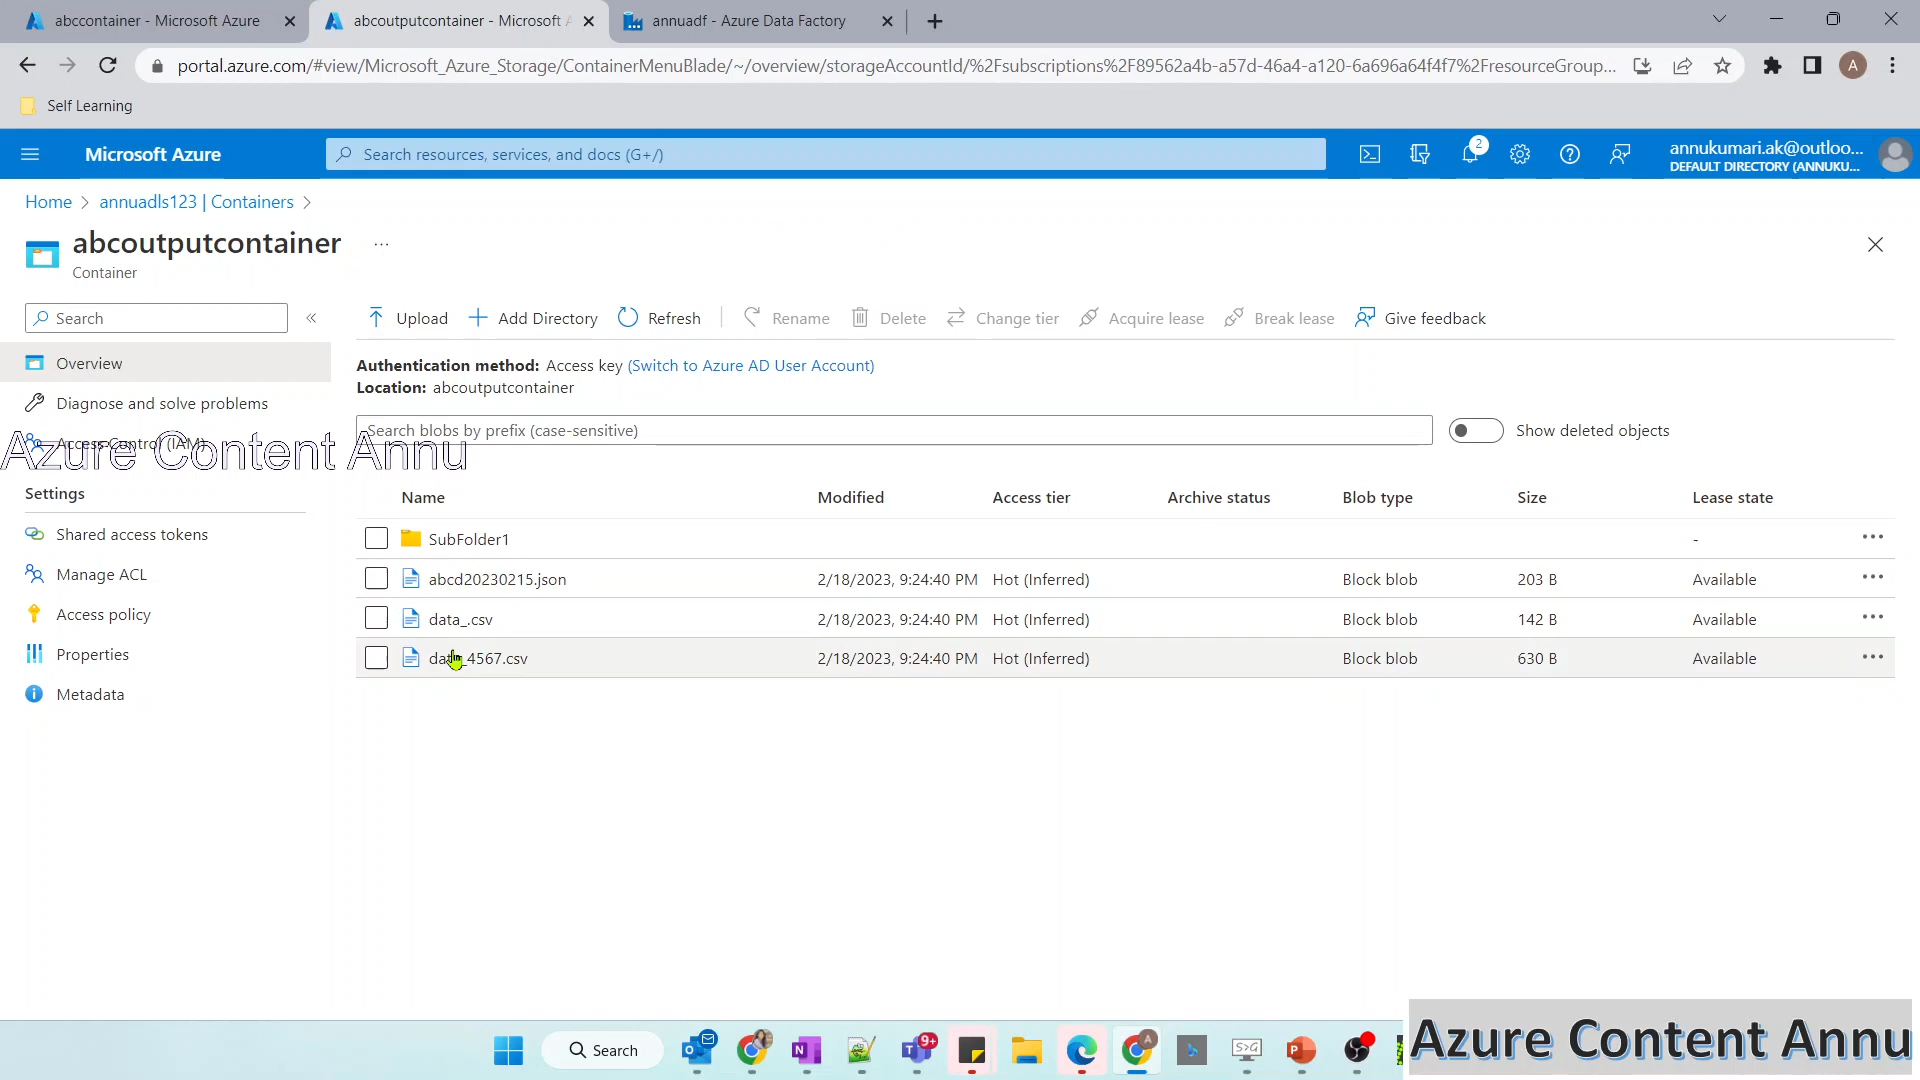 abccontainer - Microsoft Azure
abcoutputcontainer - Microsoft A
annuadf - Azure Data Factory
portal.azure.com/#view/Microsoft_Azure_Storage/ContainerMenuBlade/~/overview/storageAccountId/%2Fsubscriptions%2F89562a4b-a57d-46a4-a120-6a696a64f4f7%2FresourceGroup...
A
Self Learning
Microsoft Azure
Search resources, services, and docs (G+/)
2
annukumari.ak@outloo...
DEFAULT DIRECTORY (ANNUKU...
Home > annuadls123 | Containers >
abcoutputcontainer ...
Container
Search «
Upload Add Directory Refresh Rename Delete Change tier Acquire lease Break lease Give feedback
Overview
Diagnose and solve problems
Access Control (IAM)
Settings
Shared access tokens
Manage ACL
Access policy
Properties
Metadata
Authentication method: Access key (Switch to Azure AD User Account)
Location: abcoutputcontainer
Search blobs by prefix (case-sensitive)
Show deleted objects
Azure Content Annu
Name Modified Access tier Archive status Blob type Size Lease state
SubFolder1 - ...
abcd20230215.json 2/18/2023, 9:24:40 PM Hot (Inferred) Block blob 203 B Available ...
data_.csv 2/18/2023, 9:24:40 PM Hot (Inferred) Block blob 142 B Available ...
data_4567.csv 2/18/2023, 9:24:40 PM Hot (Inferred) Block blob 630 B Available ...
Search
9+
A
Azure Content Annu